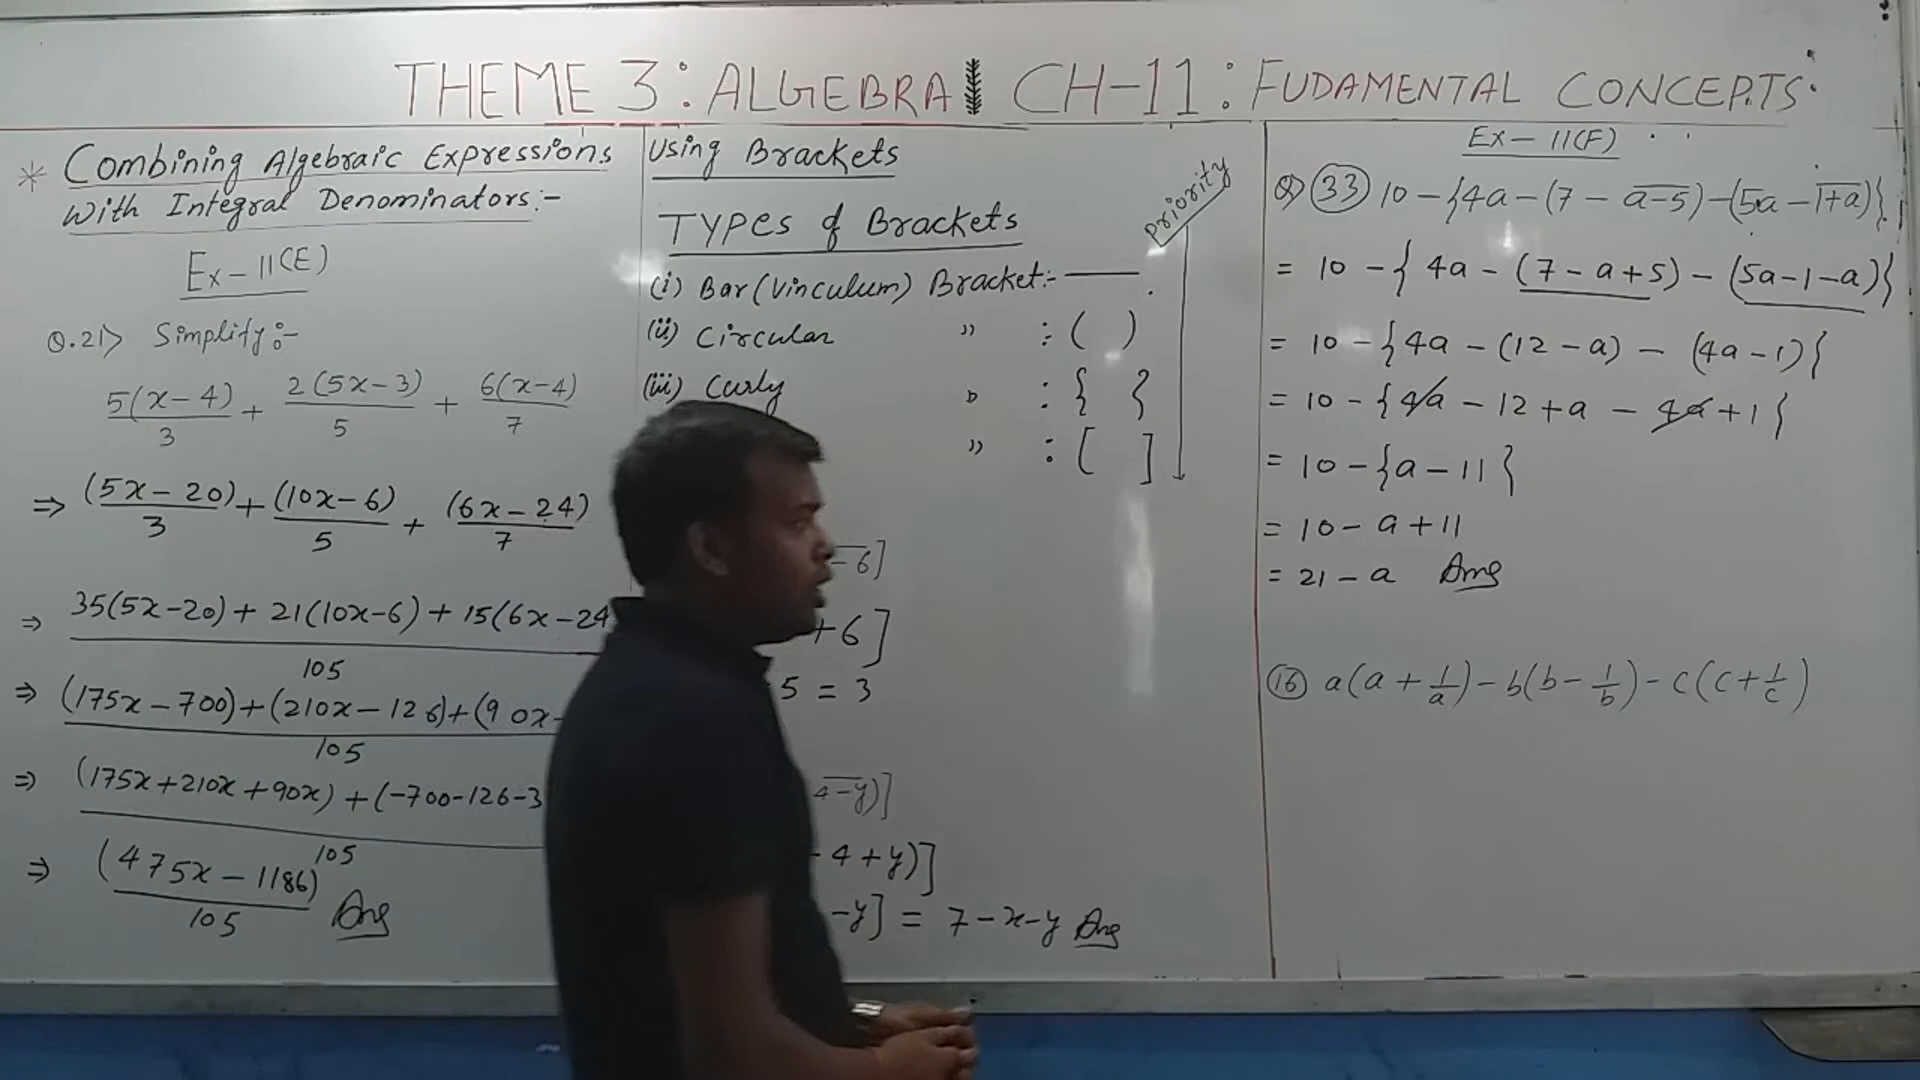 THEME 3 : ALGEBRA CH-11 : FUDAMENTAL CONCEPTS.
* Combining Algebraic Expressions
With Integral Denominators:-
Ex-11(E)
Q.21> Simplify:-
5(x-4)/3 + 2(5x-3)/5 + 6(x-4)/7
⇒ (5x-20)/3 + (10x-6)/5 + (6x-24)/7
⇒ 35(5x-20) + 21(10x-6) + 15(6x-24
105
⇒ (175x-700)+(210x-126)+(90x-
105
⇒ (175x+210x+90x) + (-700-126-3
105
⇒ (475x-1186)
105 Ans
Using Brackets
Types of Brackets
Priority
(i) Bar (Vinculum) Bracket:- ——
(ii) Circular " : ( )
(iii) Curly " : { }
" : [ ]
-6]
+6]
5 = 3
4-y)]
-4+y)]
-y] = 7-x-y Ans
Ex-11(F)
Q> 33 10-{4a-(7-a-5)-(5a-1+a)}
= 10-{4a-(7-a+5)-(5a-1-a)}
= 10-{4a-(12-a)-(4a-1)}
= 10-{4a-12+a-4a+1}
= 10-{a-11}
= 10-a+11
= 21-a Ans
16 a(a+1/a)-b(b-1/b)-c(c+1/c)